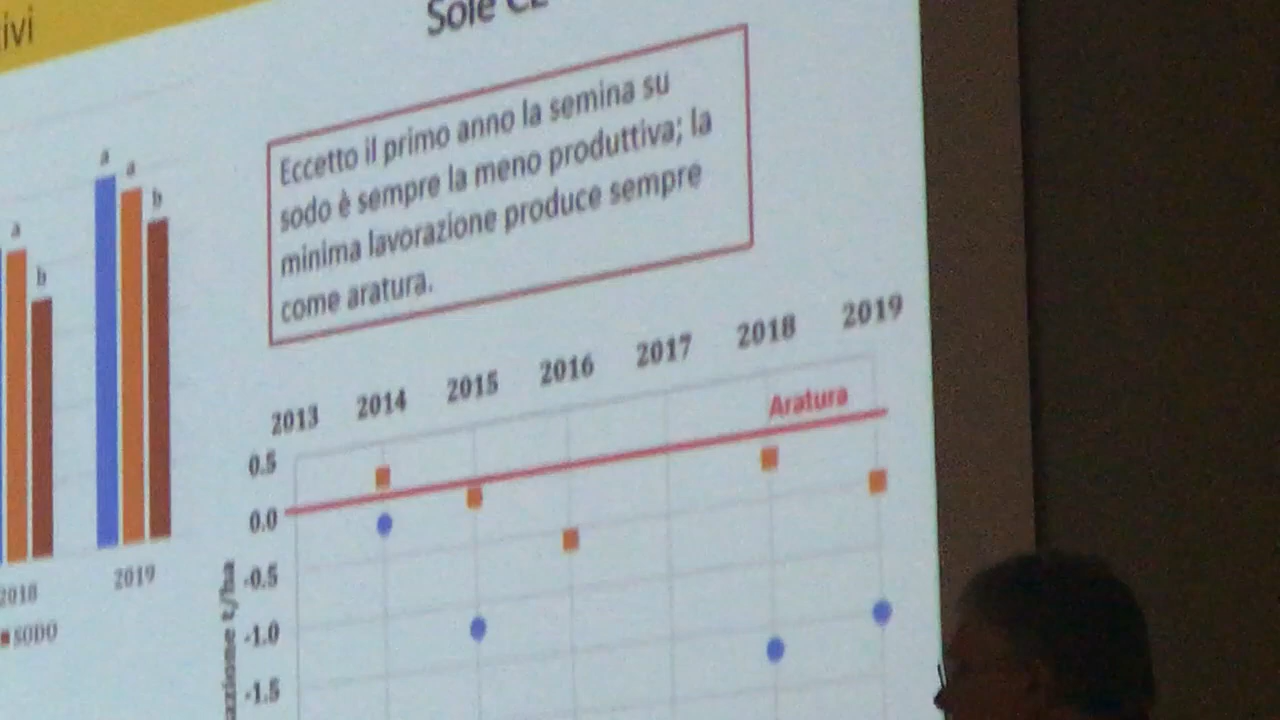 ivi
Sole
Eccetto il primo anno la semina su
sodo è sempre la meno produttiva; la
minima lavorazione produce sempre
come aratura.
a a b
a b
2018 2019
SODO
2013 2014 2015 2016 2017 2018 2019
Aratura
0.5
0.0
-0.5
-1.0
-1.5
azione t/ha